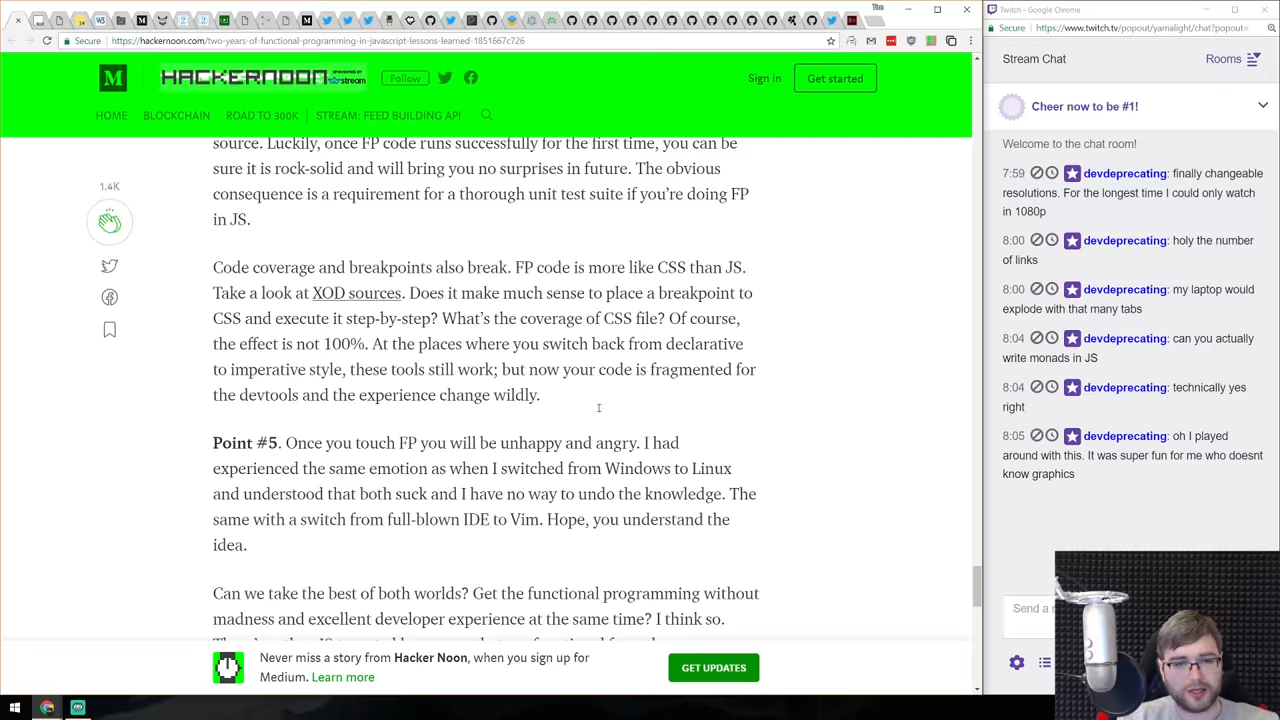 Tim
Twitch - Google Chrome
Secure
https://hackernoon.com/two-years-of-functional-programming-in-javascript-lessons-learned-1851667c726
Secure
https://www.twitch.tv/popout/yamalight/chat?popout=
M
HACKERNOON
SPONSORED BY
stream
Follow
Sign in
Get started
HOME
BLOCKCHAIN
ROAD TO 300K
STREAM: FEED BUILDING API
source. Luckily, once FP code runs successfully for the first time, you can be
sure it is rock-solid and will bring you no surprises in future. The obvious
consequence is a requirement for a thorough unit test suite if you’re doing FP
in JS.
1.4K
Code coverage and breakpoints also break. FP code is more like CSS than JS.
Take a look at XOD sources. Does it make much sense to place a breakpoint to
CSS and execute it step-by-step? What’s the coverage of CSS file? Of course,
the effect is not 100%. At the places where you switch back from declarative
to imperative style, these tools still work; but now your code is fragmented for
the devtools and the experience change wildly.
Point #5. Once you touch FP you will be unhappy and angry. I had
experienced the same emotion as when I switched from Windows to Linux
and understood that both suck and I have no way to undo the knowledge. The
same with a switch from full-blown IDE to Vim. Hope, you understand the
idea.
Can we take the best of both worlds? Get the functional programming without
madness and excellent developer experience at the same time? I think so.
Never miss a story from Hacker Noon, when you sign up for
Medium. Learn more
GET UPDATES
Stream Chat
Rooms
Cheer now to be #1!
Welcome to the chat room!
7:59 devdeprecating: finally changeable
resolutions. For the longest time I could only watch
in 1080p
8:00 devdeprecating: holy the number
of links
8:00 devdeprecating: my laptop would
explode with that many tabs
8:04 devdeprecating: can you actually
write monads in JS
8:04 devdeprecating: technically yes
right
8:05 devdeprecating: oh I played
around with this. It was super fun for me who doesnt
know graphics
Send a